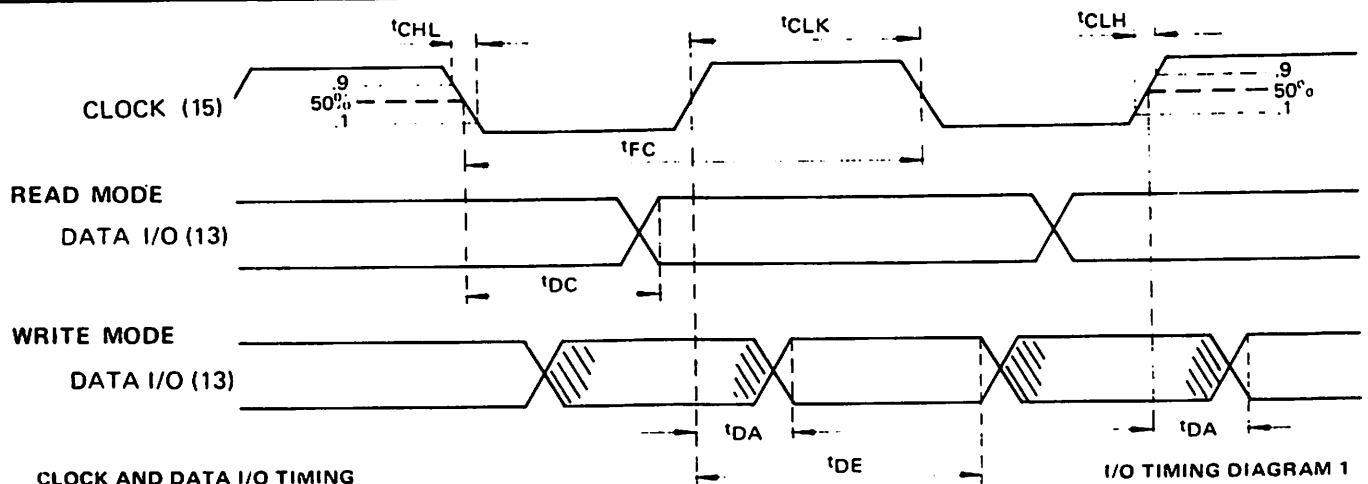 tCHL
tCLK
tCLH
.9
50%
.1
CLOCK (15)
.9
50%
.1
tFC
READ MODE
DATA I/O (13)
tDC
WRITE MODE
DATA I/O (13)
tDA
tDA
tDE
CLOCK AND DATA I/O TIMING
I/O TIMING DIAGRAM 1